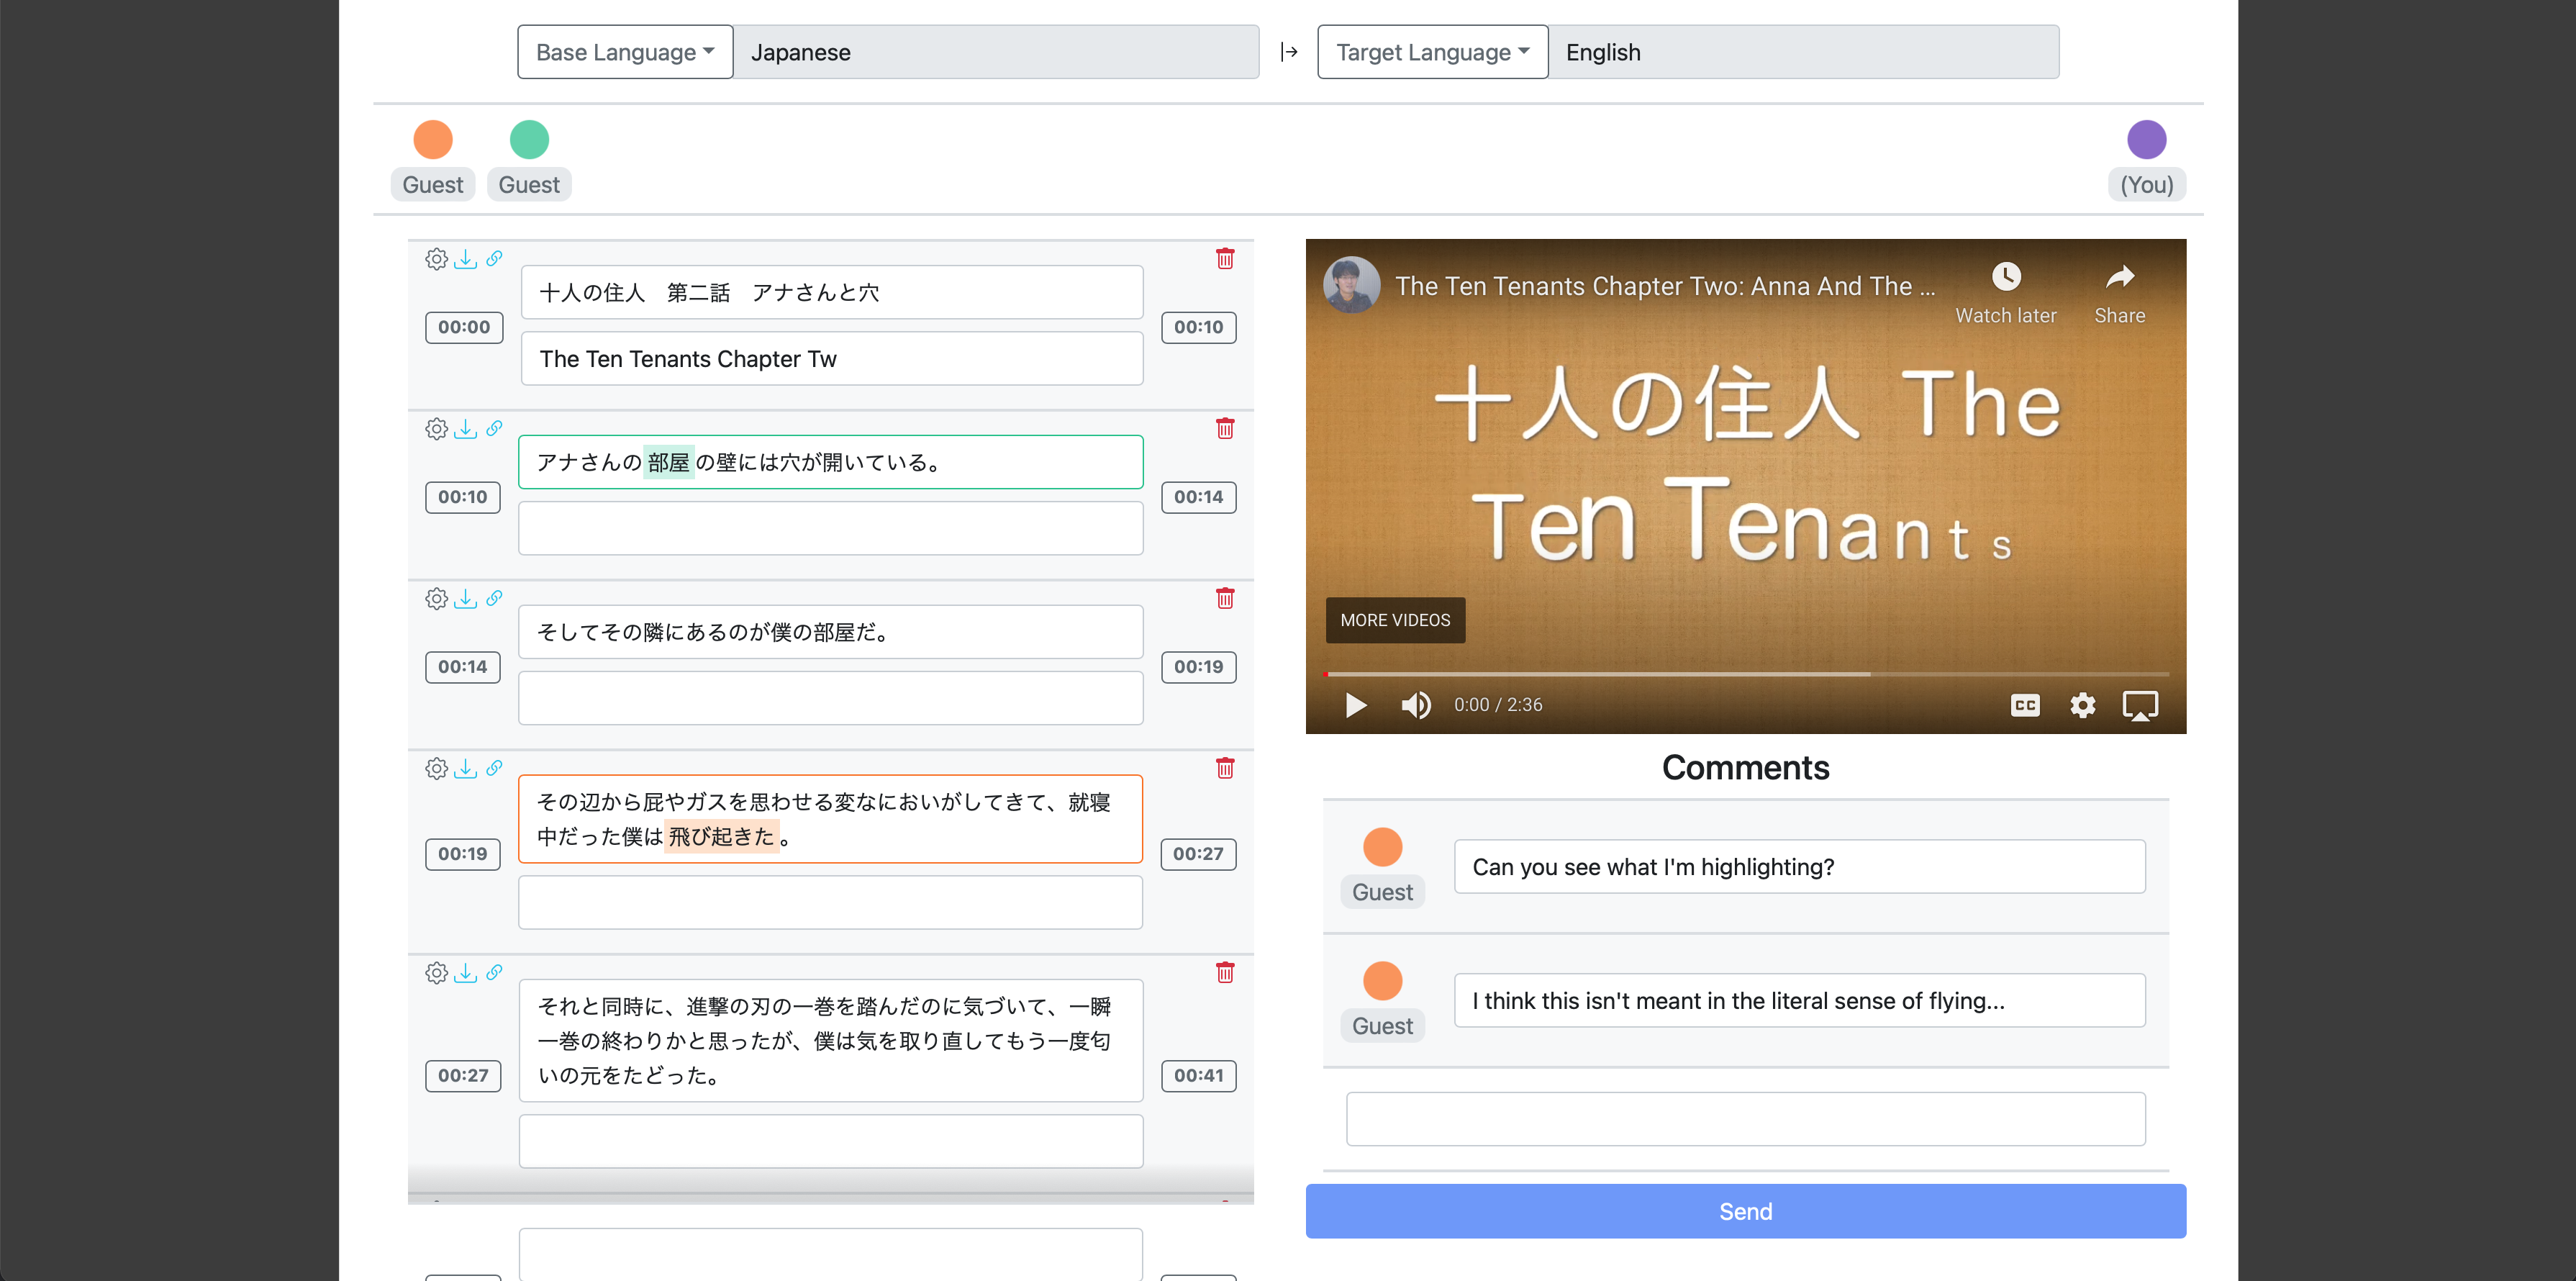 Base Language Japanese Target Language English
Guest Guest (You)
十人の住人　第二話　アナさんと穴
00:00 00:10
The Ten Tenants Chapter Tw
アナさんの部屋の壁には穴が開いている。
00:10 00:14
そしてその隣にあるのが僕の部屋だ。
00:14 00:19
その辺から屁やガスを思わせる変なにおいがしてきて、就寝
中だった僕は飛び起きた。
00:19 00:27
それと同時に、進撃の刃の一巻を踏んだのに気づいて、一瞬
一巻の終わりかと思ったが、僕は気を取り直してもう一度匂
いの元をたどった。
00:27 00:41
The Ten Tenants Chapter Two: Anna And The ...
Watch later Share
十人の住人 The
Ten Tenants
MORE VIDEOS
0:00 / 2:36
CC
Comments
Can you see what I'm highlighting?
Guest
I think this isn't meant in the literal sense of flying...
Guest
Send